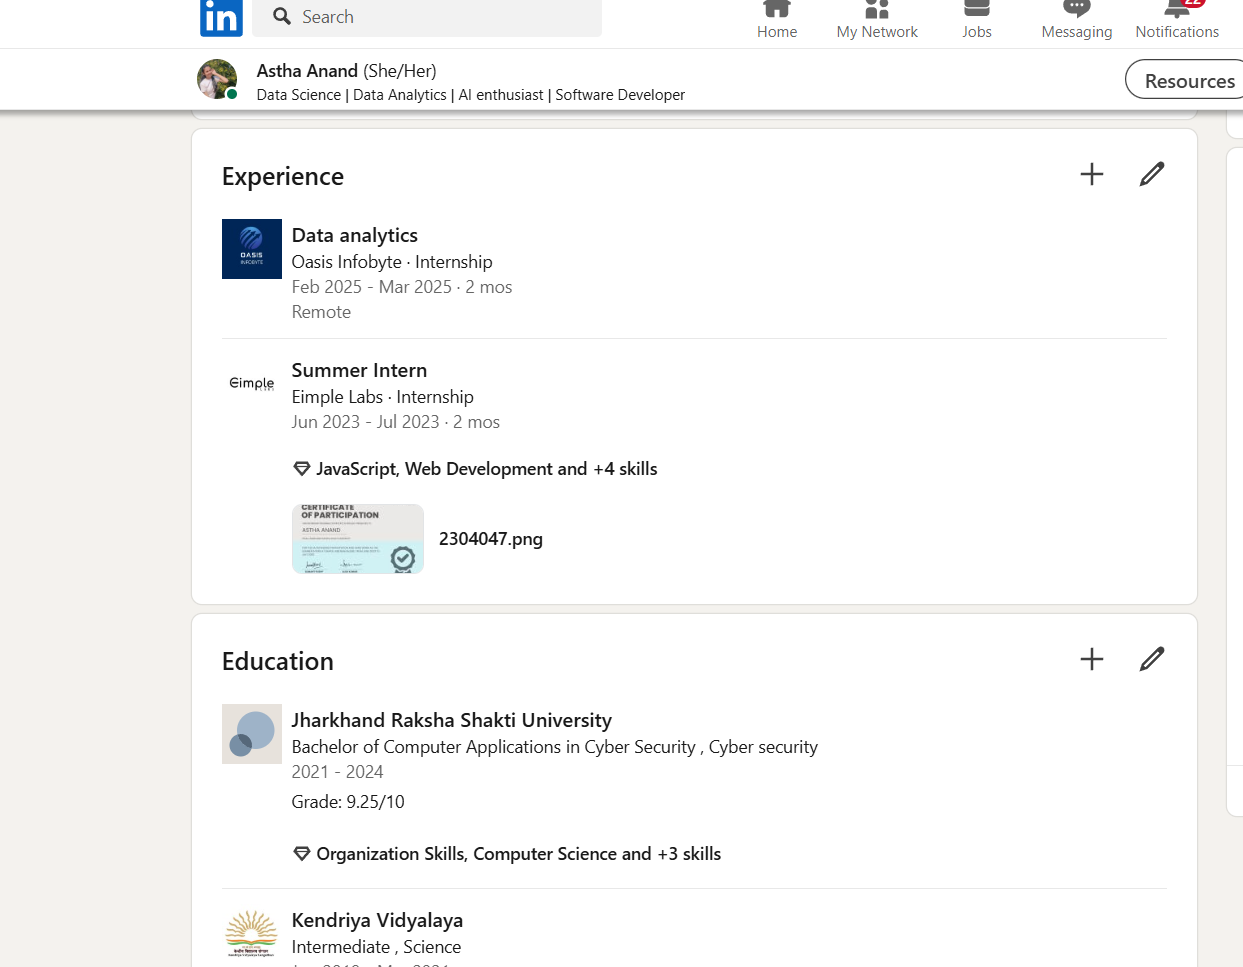 in
Search
Home
My Network
Jobs
Messaging
22
Notifications
Astha Anand (She/Her)
Data Science | Data Analytics | AI enthusiast | Software Developer
Resources
Experience
OASIS
INFOBYTE
Data analytics
Oasis Infobyte · Internship
Feb 2025 - Mar 2025 · 2 mos
Remote
Eimple
LABS
Summer Intern
Eimple Labs · Internship
Jun 2023 - Jul 2023 · 2 mos
JavaScript, Web Development and +4 skills
CERTIFICATE
OF PARTICIPATION
ASTHA ANAND
2304047.png
Education
Jharkhand Raksha Shakti University
Bachelor of Computer Applications in Cyber Security , Cyber security
2021 - 2024
Grade: 9.25/10
Organization Skills, Computer Science and +3 skills
Kendriya Vidyalaya
Intermediate , Science